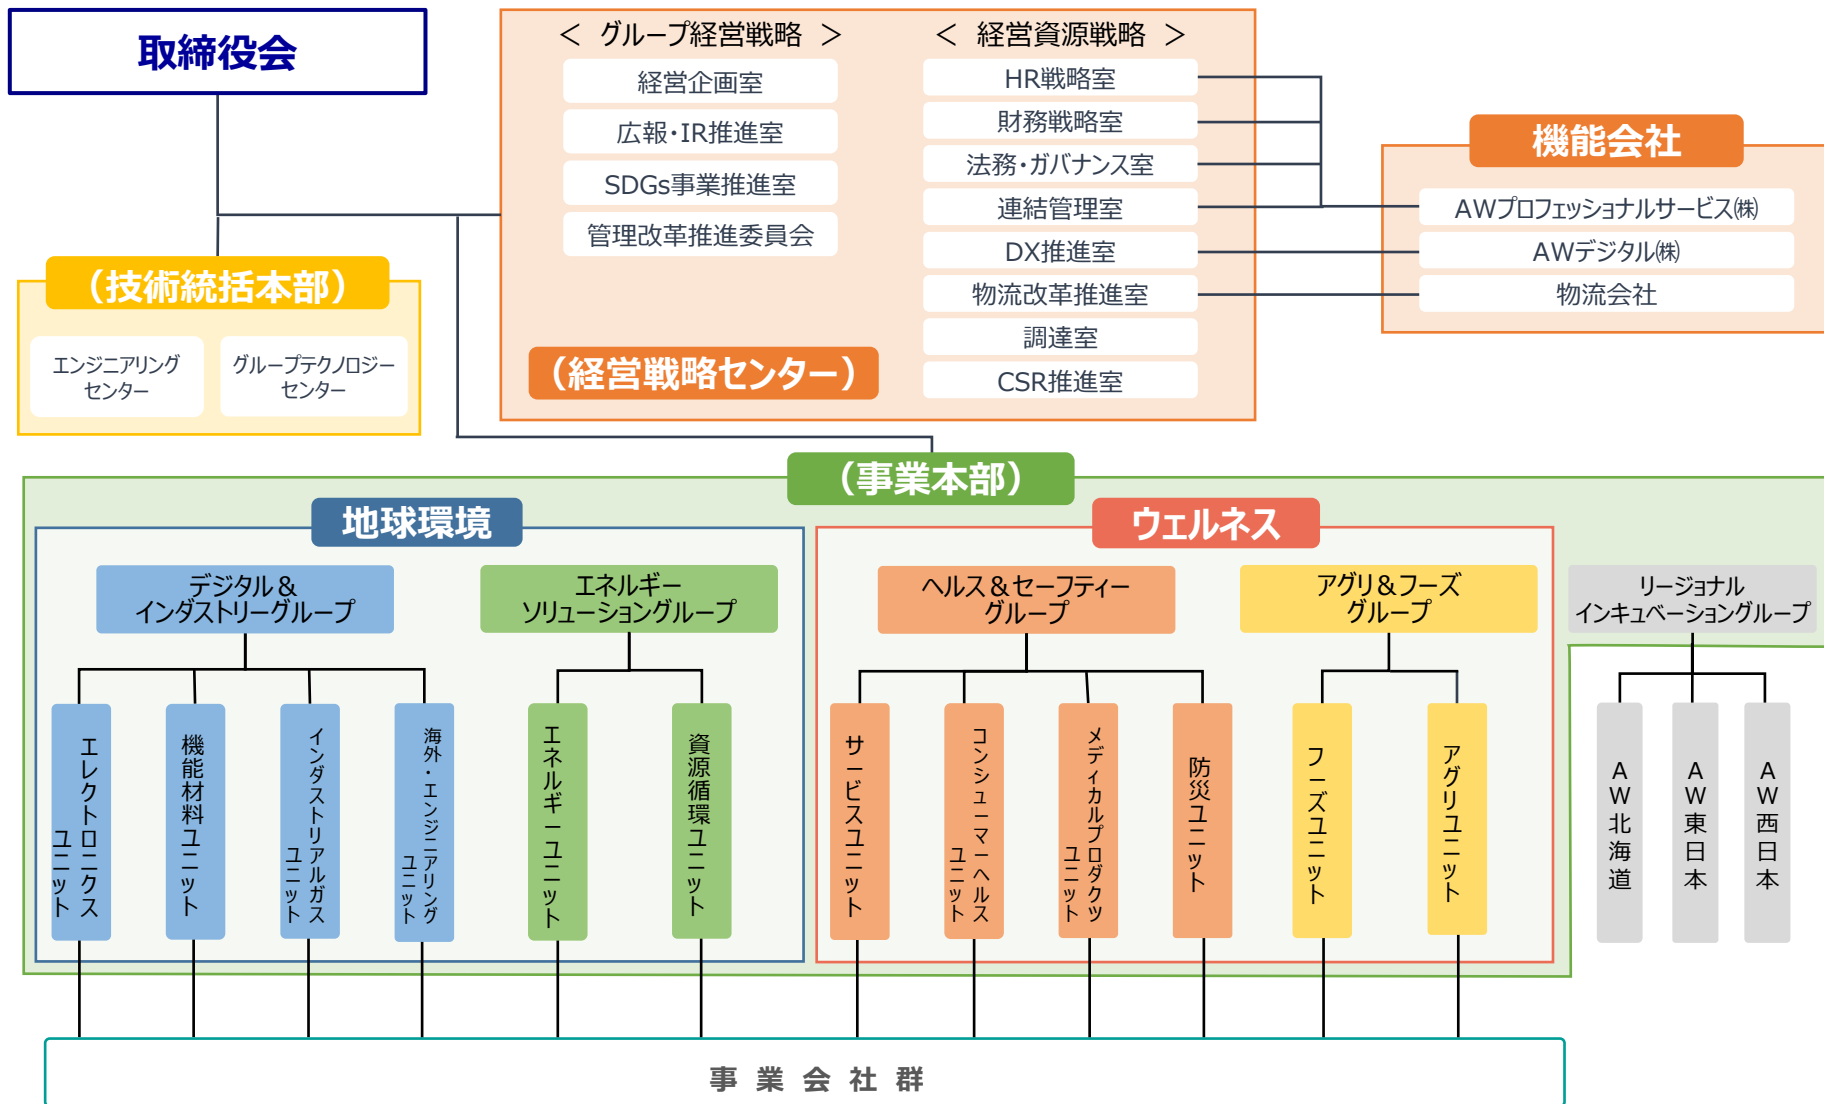 取締役会
＜ グループ経営戦略 ＞
経営企画室
広報・IR推進室
SDGs事業推進室
管理改革推進委員会
＜ 経営資源戦略 ＞
HR戦略室
財務戦略室
法務・ガバナンス室
連結管理室
DX推進室
物流改革推進室
調達室
CSR推進室
（経営戦略センター）
機能会社
AWプロフェッショナルサービス㈱
AWデジタル㈱
物流会社
（技術統括本部）
エンジニアリング
センター
グループテクノロジー
センター
（事業本部）
地球環境
デジタル＆
インダストリーグループ
エレクトロニクス
ユニット
機能材料ユニット
インダストリアルガス
ユニット
海外・エンジニアリング
ユニット
エネルギー
ソリューショングループ
エネルギーユニット
資源循環ユニット
ウェルネス
ヘルス＆セーフティー
グループ
サービスユニット
コンシューマーヘルス
ユニット
メディカルプロダクツ
ユニット
防災ユニット
アグリ＆フーズ
グループ
フーズユニット
アグリユニット
リージョナル
インキュベーショングループ
AW北海道
AW東日本
AW西日本
事業会社群